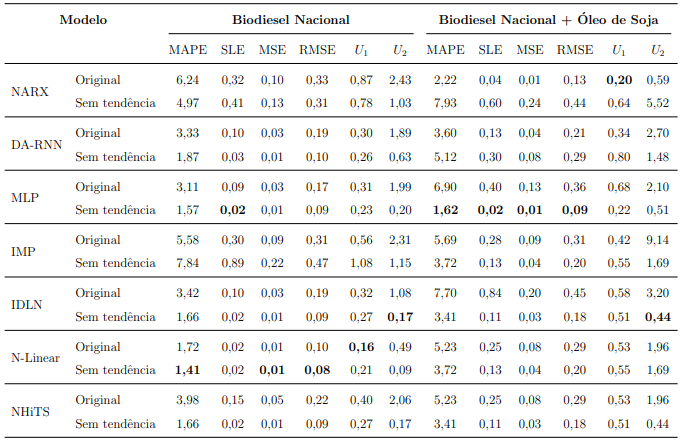 Modelo Biodiesel Nacional Biodiesel Nacional + Óleo de Soja
MAPE SLE MSE RMSE U1 U2 MAPE SLE MSE RMSE U1 U2
NARX
Original 6,24 0,32 0,10 0,33 0,87 2,43 2,22 0,04 0,01 0,13 0,20 0,59
Sem tendência 4,97 0,41 0,13 0,31 0,78 1,03 7,93 0,60 0,24 0,44 0,64 5,52
DA-RNN
Original 3,33 0,10 0,03 0,19 0,30 1,89 3,60 0,13 0,04 0,21 0,34 2,70
Sem tendência 1,87 0,03 0,01 0,10 0,26 0,63 5,12 0,30 0,08 0,29 0,80 1,48
MLP
Original 3,11 0,09 0,03 0,17 0,31 1,99 6,90 0,40 0,13 0,36 0,68 2,10
Sem tendência 1,57 0,02 0,01 0,09 0,23 0,20 1,62 0,02 0,01 0,09 0,22 0,51
IMP
Original 5,58 0,30 0,09 0,31 0,56 2,31 5,69 0,28 0,09 0,31 0,42 9,14
Sem tendência 7,84 0,89 0,22 0,47 1,08 1,15 3,72 0,13 0,04 0,20 0,55 1,69
IDLN
Original 3,42 0,10 0,03 0,19 0,32 1,08 7,70 0,84 0,20 0,45 0,58 3,20
Sem tendência 1,66 0,02 0,01 0,09 0,27 0,17 3,41 0,11 0,03 0,18 0,51 0,44
N-Linear
Original 1,72 0,02 0,01 0,10 0,16 0,49 5,23 0,25 0,08 0,29 0,53 1,96
Sem tendência 1,41 0,02 0,01 0,08 0,21 0,09 3,72 0,13 0,04 0,20 0,55 1,69
NHiTS
Original 3,98 0,15 0,05 0,22 0,40 2,06 5,23 0,25 0,08 0,29 0,53 1,96
Sem tendência 1,66 0,02 0,01 0,09 0,27 0,17 3,41 0,11 0,03 0,18 0,51 0,44